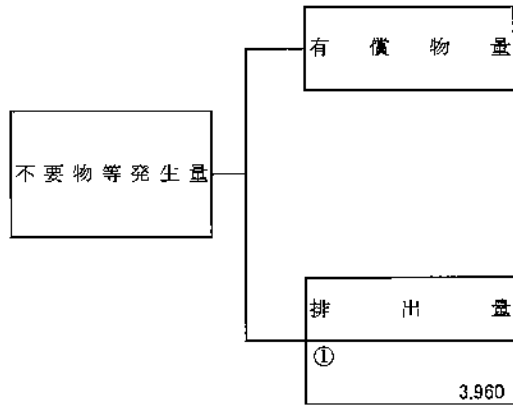 有償物量
不要物等発生量
排出量
①
3.960